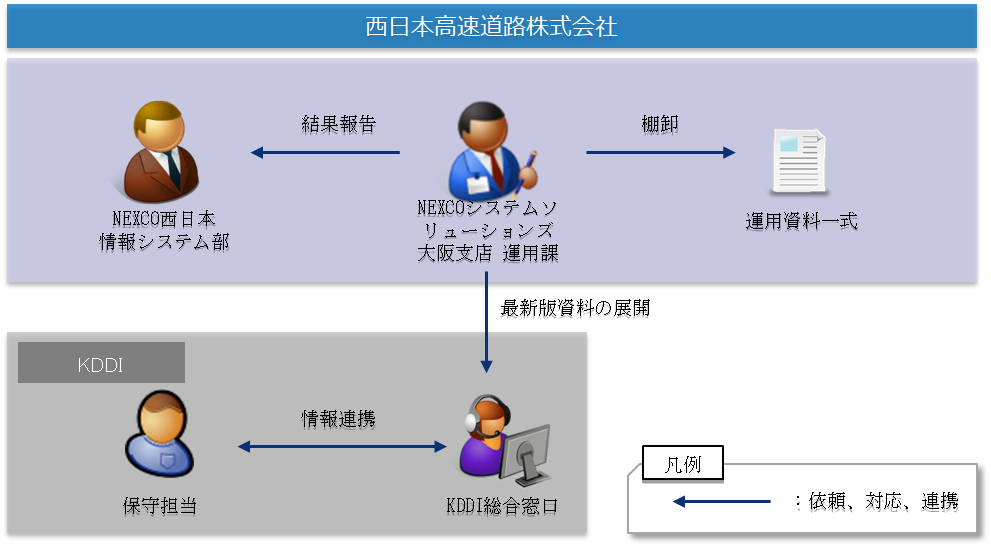 西日本高速道路株式会社
結果報告
棚卸
NEXCO西日本
情報システム部
NEXCOシステムソ
リューションズ
大阪支店 運用課
運用資料一式
最新版資料の展開
KDDI
情報連携
保守担当
KDDI総合窓口
凡例
：依頼、対応、連携